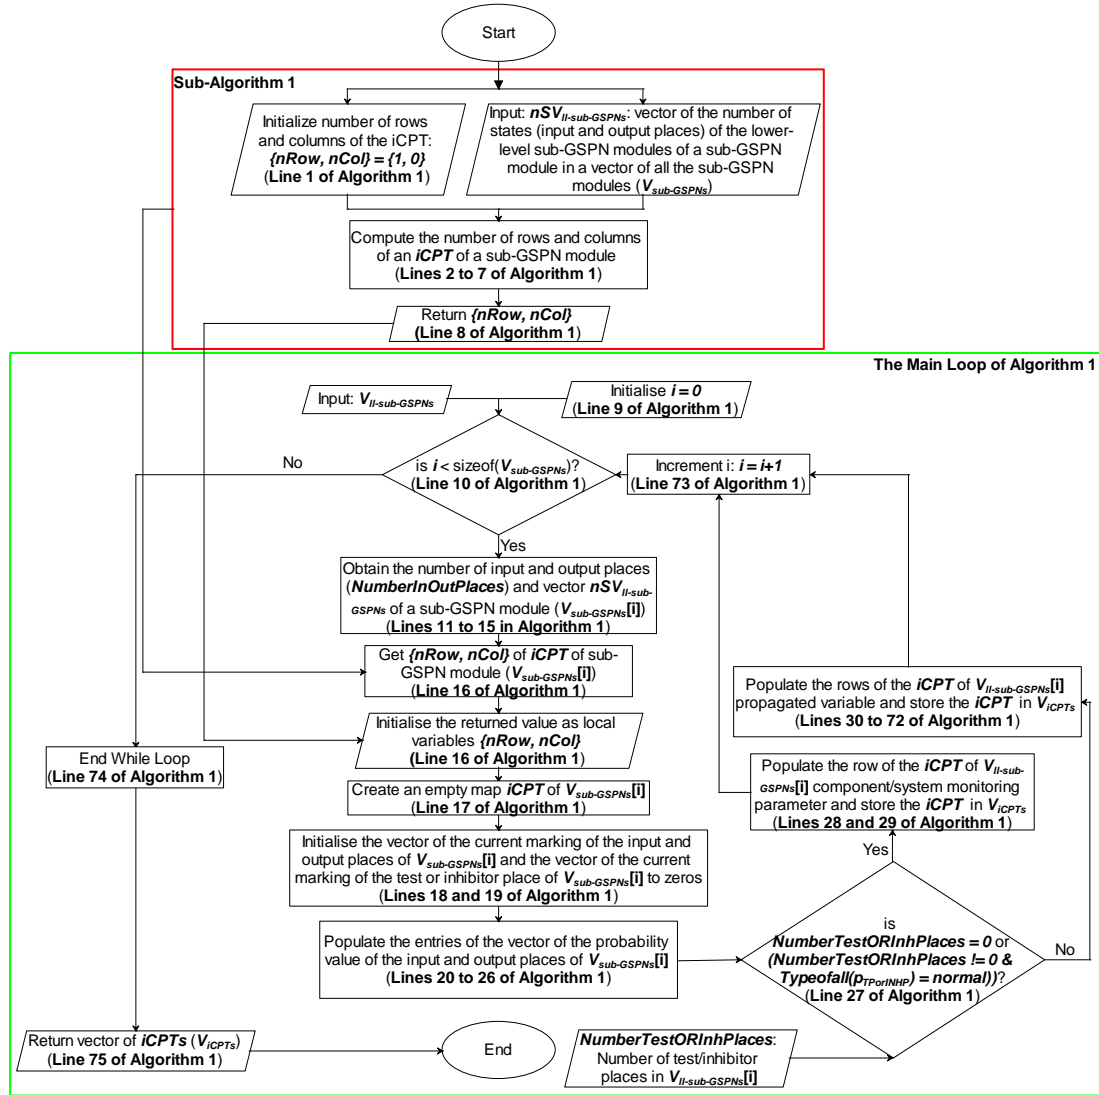 Start
Sub-Algorithm 1
Initialize number of rows
and columns of the iCPT:
{nRow, nCol} = {1, 0}
(Line 1 of Algorithm 1)
Input: nSVll-sub-GSPNs: vector of the number of
states (input and output places) of the lower-
level sub-GSPN modules of a sub-GSPN
module in a vector of all the sub-GSPN
modules (Vsub-GSPNs)
Compute the number of rows and columns
of an iCPT of a sub-GSPN module
(Lines 2 to 7 of Algorithm 1)
Return {nRow, nCol}
(Line 8 of Algorithm 1)
The Main Loop of Algorithm 1
Input: Vll-sub-GSPNs
Initialise i = 0
(Line 9 of Algorithm 1)
is i < sizeof(Vsub-GSPNs)?
(Line 10 of Algorithm 1)
No
Yes
Increment i: i = i+1
(Line 73 of Algorithm 1)
Obtain the number of input and output places
(NumberInOutPlaces) and vector nSVll-sub-
GSPNs of a sub-GSPN module (Vsub-GSPNs[i])
(Lines 11 to 15 in Algorithm 1)
Get {nRow, nCol} of iCPT of sub-
GSPN module (Vsub-GSPNs[i])
(Line 16 of Algorithm 1)
Initialise the returned value as local
variables {nRow, nCol}
(Line 16 of Algorithm 1)
Create an empty map iCPT of Vsub-GSPNs[i]
(Line 17 of Algorithm 1)
Initialise the vector of the current marking of the input and
output places of Vsub-GSPNs[i] and the vector of the current
marking of the test or inhibitor place of Vsub-GSPNs[i] to zeros
(Lines 18 and 19 of Algorithm 1)
Populate the entries of the vector of the probability
value of the input and output places of Vsub-GSPNs[i]
(Lines 20 to 26 of Algorithm 1)
is
NumberTestORInhPlaces = 0 or
(NumberTestORInhPlaces != 0 &
Typeofall(pTPorINHP) = normal))?
(Line 27 of Algorithm 1)
Yes
No
Populate the row of the iCPT of Vll-sub-
GSPNs[i] component/system monitoring
parameter and store the iCPT in ViCPTs
(Lines 28 and 29 of Algorithm 1)
Populate the rows of the iCPT of Vll-sub-GSPNs[i]
propagated variable and store the iCPT in ViCPTs
(Lines 30 to 72 of Algorithm 1)
NumberTestORInhPlaces:
Number of test/inhibitor
places in Vll-sub-GSPNs[i]
End While Loop
(Line 74 of Algorithm 1)
Return vector of iCPTs (ViCPTs)
(Line 75 of Algorithm 1)
End